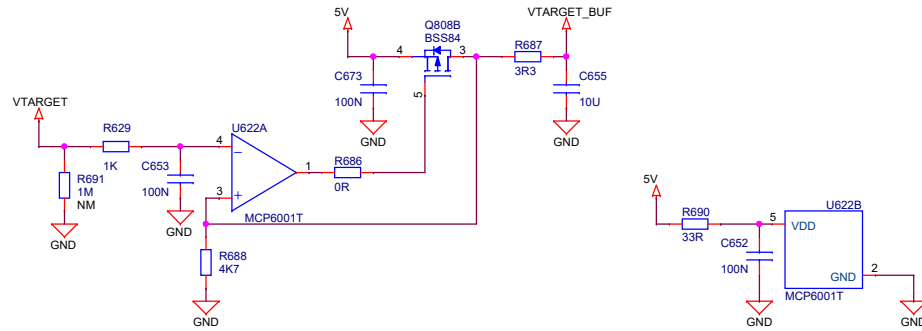 5V
Q808B
BSS84
VTARGET_BUF
4
3
R687
3R3
C673
100N
5
C655
10U
GND
GND
VTARGET
R629
1K
C653
100N
U622A
4
−
1
R686
0R
3
+
MCP6001T
R691
1M
NM
GND
GND
R688
4K7
GND
5V
R690
33R
5
VDD
U622B
C652
100N
GND
2
MCP6001T
GND
GND